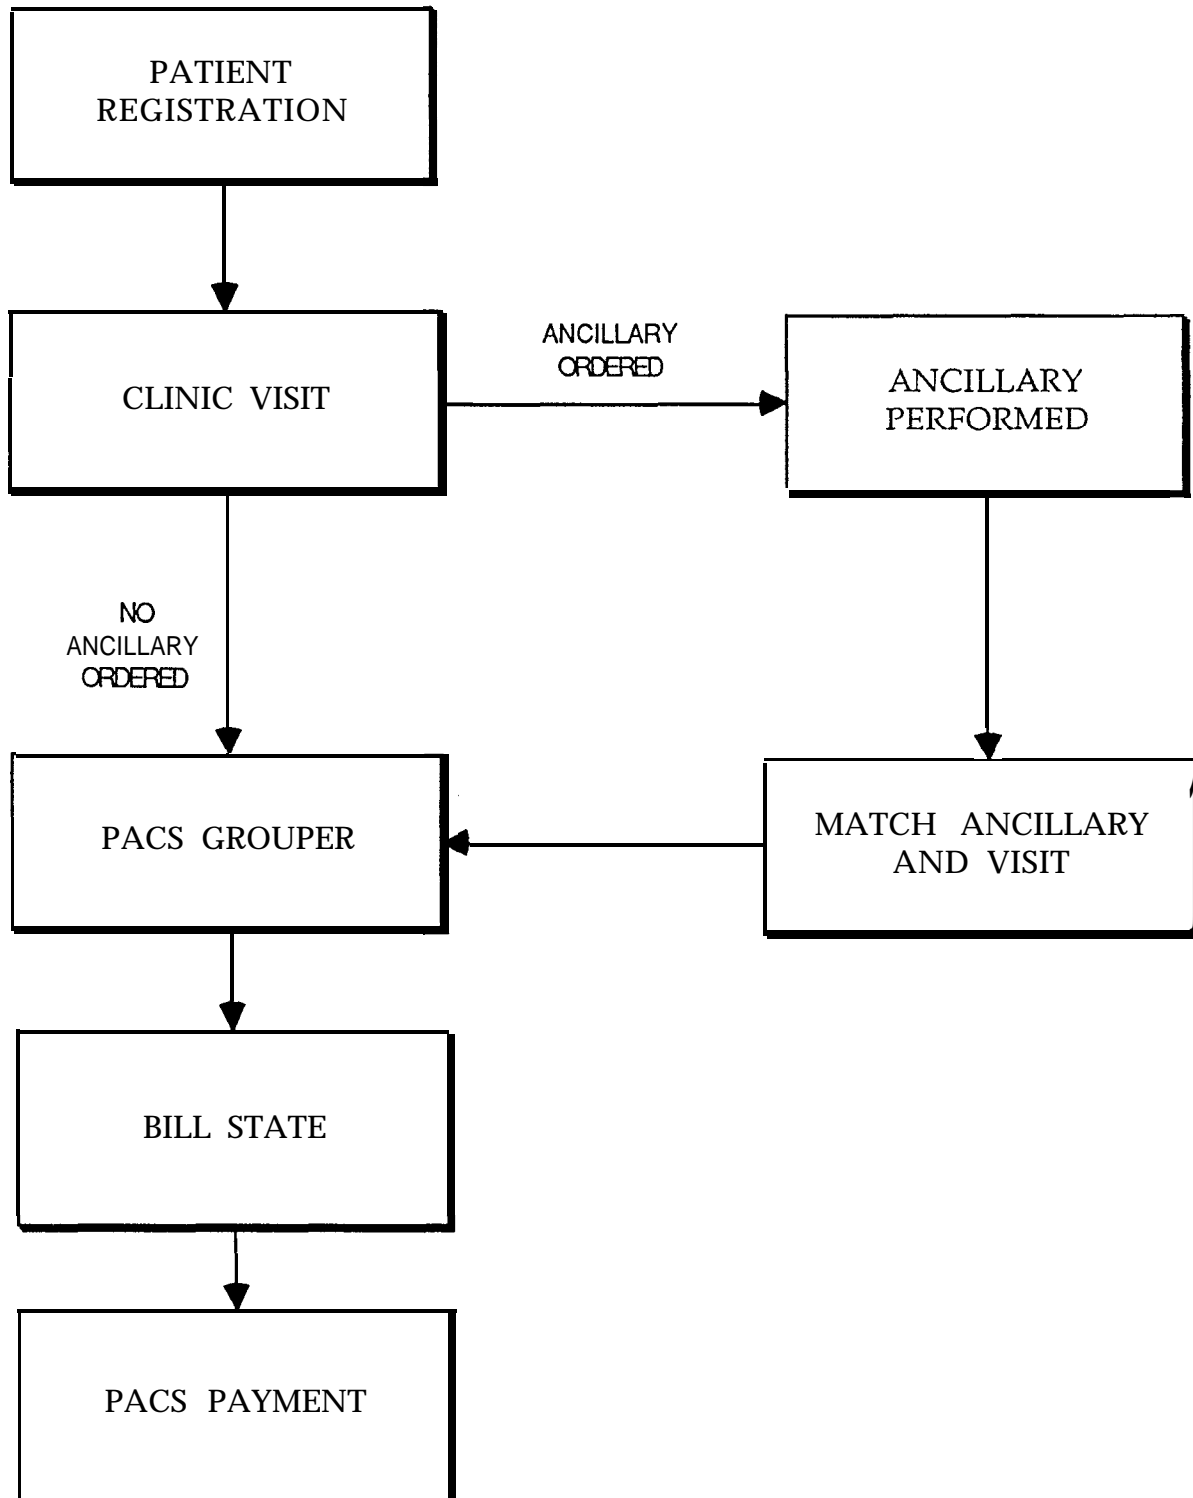 PATIENT
REGISTRATION
CLINIC VISIT
ANCILLARY
ORDERED
ANCILLARY
PERFORMED
NO
ANCILLARY
ORDERED
PACS GROUPER
MATCH ANCILLARY
AND VISIT
BILL STATE
PACS PAYMENT